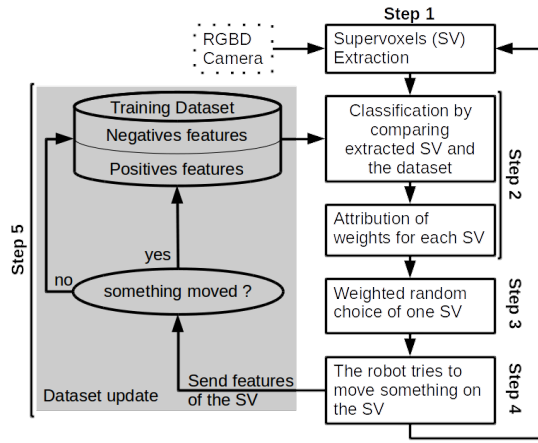 Step 1
RGBD
Camera
Supervoxels (SV)
Extraction
Training Dataset
Negatives features
Positives features
Classification by
comparing
extracted SV and
the dataset
Step 2
Attribution of
weights for each SV
Step 5
yes
no
something moved ?
Weighted random
choice of one SV
Step 3
Send features
of the SV
Dataset update
The robot tries to
move something on
the SV
Step 4